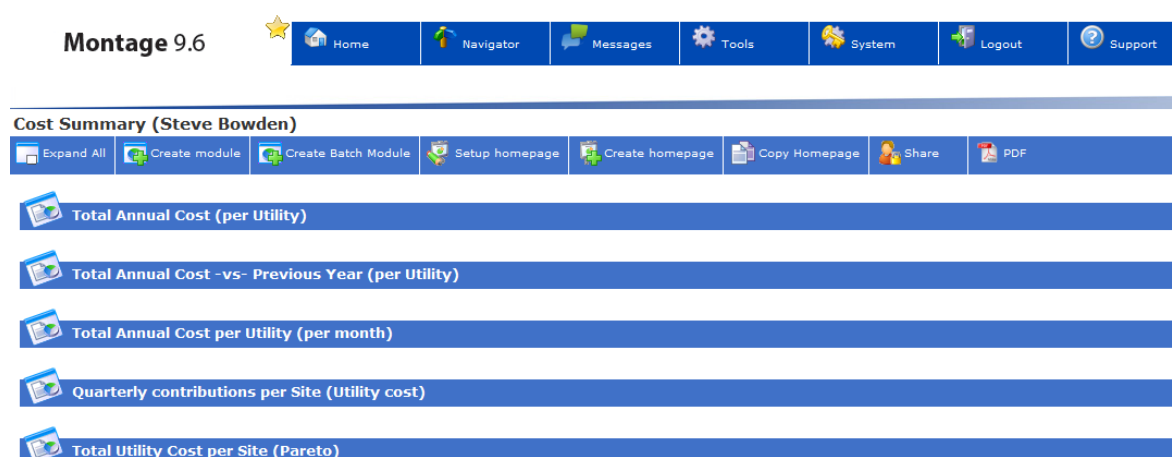 Montage 9.6 Home Navigator Messages Tools System Logout Support
Cost Summary (Steve Bowden)
Expand All Create module Create Batch Module Setup homepage Create homepage Copy Homepage Share PDF
Total Annual Cost (per Utility)
Total Annual Cost -vs- Previous Year (per Utility)
Total Annual Cost per Utility (per month)
Quarterly contributions per Site (Utility cost)
Total Utility Cost per Site (Pareto)